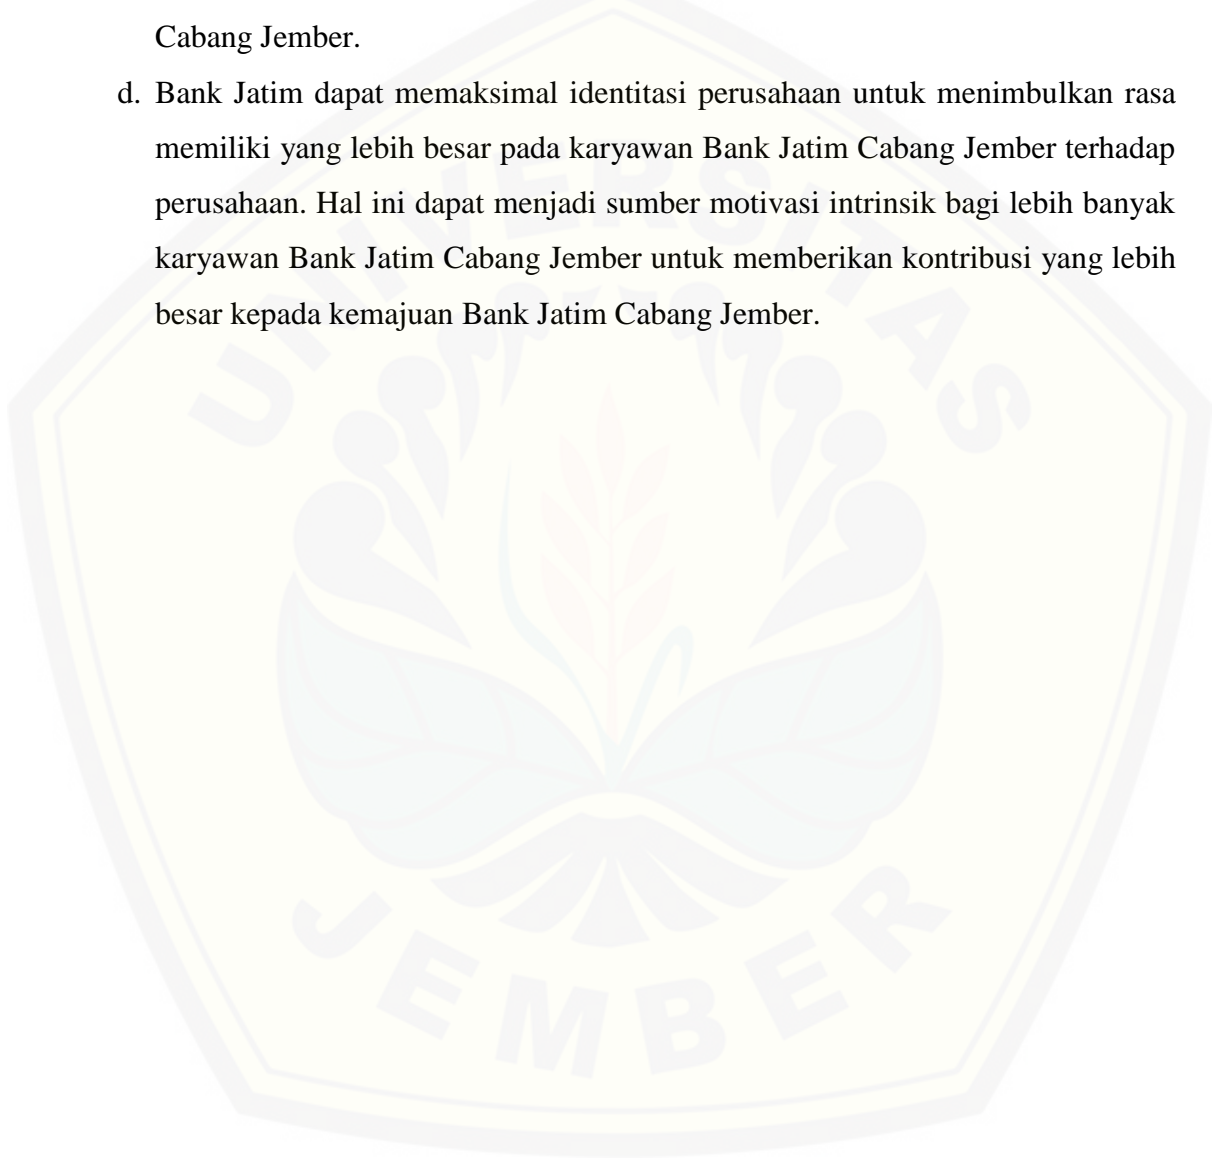 Cabang Jember.
d. Bank Jatim dapat memaksimal identitasi perusahaan untuk menimbulkan rasa
memiliki yang lebih besar pada karyawan Bank Jatim Cabang Jember terhadap
perusahaan. Hal ini dapat menjadi sumber motivasi intrinsik bagi lebih banyak
karyawan Bank Jatim Cabang Jember untuk memberikan kontribusi yang lebih
besar kepada kemajuan Bank Jatim Cabang Jember.
UNIVERSITAS
JEMBER